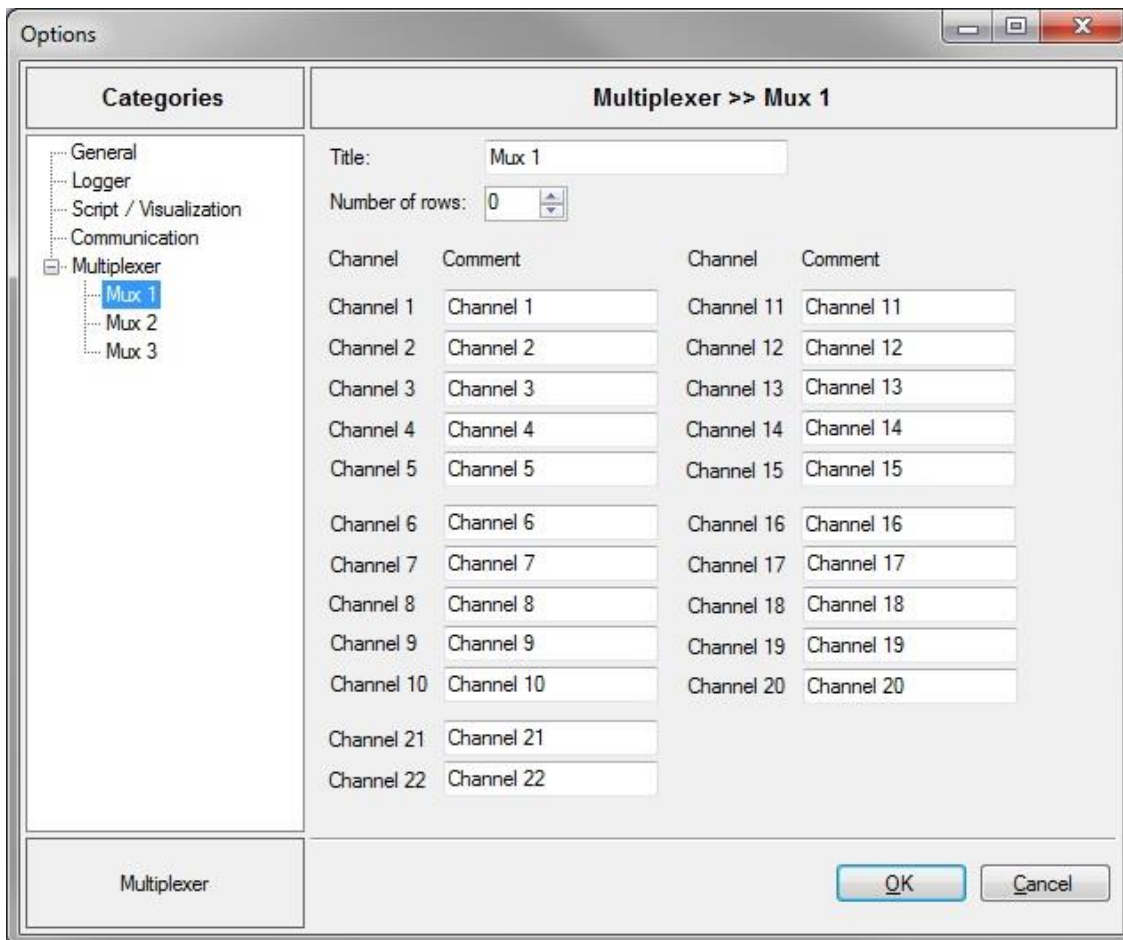 Options
Categories
Multiplexer >> Mux 1
General
Logger
Script / Visualization
Communication
Multiplexer
Mux 1
Mux 2
Mux 3
Title: Mux 1
Number of rows: 0
Channel Comment Channel Comment
Channel 1 Channel 1 Channel 11 Channel 11
Channel 2 Channel 2 Channel 12 Channel 12
Channel 3 Channel 3 Channel 13 Channel 13
Channel 4 Channel 4 Channel 14 Channel 14
Channel 5 Channel 5 Channel 15 Channel 15
Channel 6 Channel 6 Channel 16 Channel 16
Channel 7 Channel 7 Channel 17 Channel 17
Channel 8 Channel 8 Channel 18 Channel 18
Channel 9 Channel 9 Channel 19 Channel 19
Channel 10 Channel 10 Channel 20 Channel 20
Channel 21 Channel 21
Channel 22 Channel 22
Multiplexer
OK Cancel